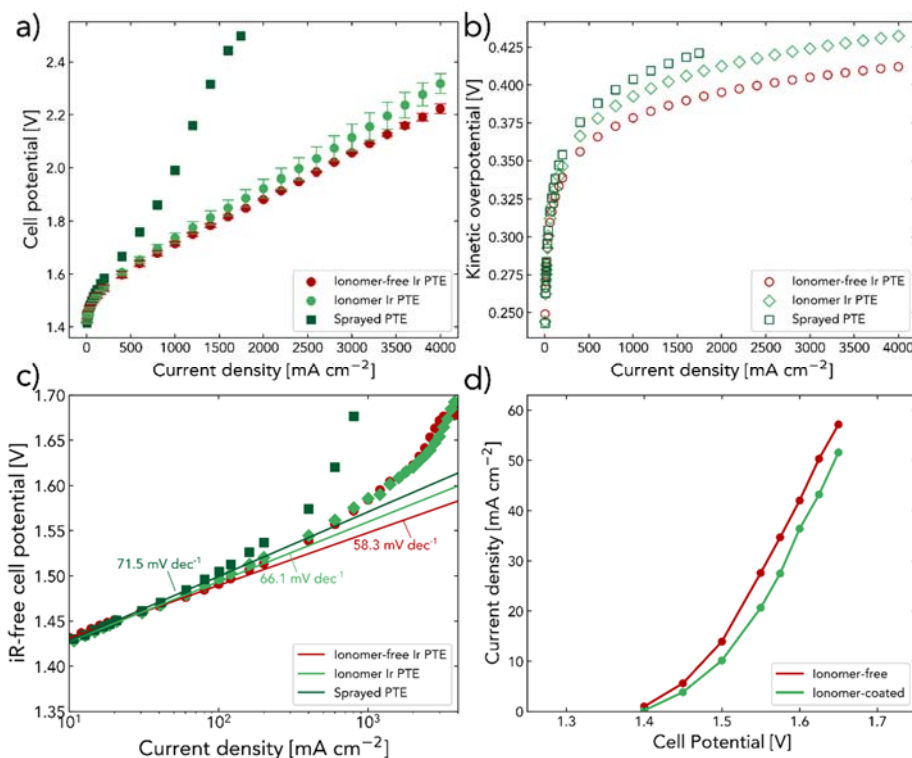 a)
Cell potential [V]
2.4
2.2
2.0
1.8
1.6
1.4
0 500 1000 1500 2000 2500 3000 3500 4000
Current density [mA cm⁻²]
Ionomer-free Ir PTE
Ionomer Ir PTE
Sprayed PTE
b)
Kinetic overpotential [V]
0.425
0.400
0.375
0.350
0.325
0.300
0.275
0.250
0 500 1000 1500 2000 2500 3000 3500 4000
Current density [mA cm⁻²]
Ionomer-free Ir PTE
Ionomer Ir PTE
Sprayed PTE
c)
iR-free cell potential [V]
1.70
1.65
1.60
1.55
1.50
1.45
1.40
1.35
10¹ 10² 10³
Current density [mA cm⁻²]
71.5 mV dec⁻¹
66.1 mV dec⁻¹
58.3 mV dec⁻¹
Ionomer-free Ir PTE
Ionomer Ir PTE
Sprayed PTE
d)
Current density [mA cm⁻²]
60
50
40
30
20
10
0
1.3 1.4 1.5 1.6 1.7
Cell Potential [V]
Ionomer-free
Ionomer-coated